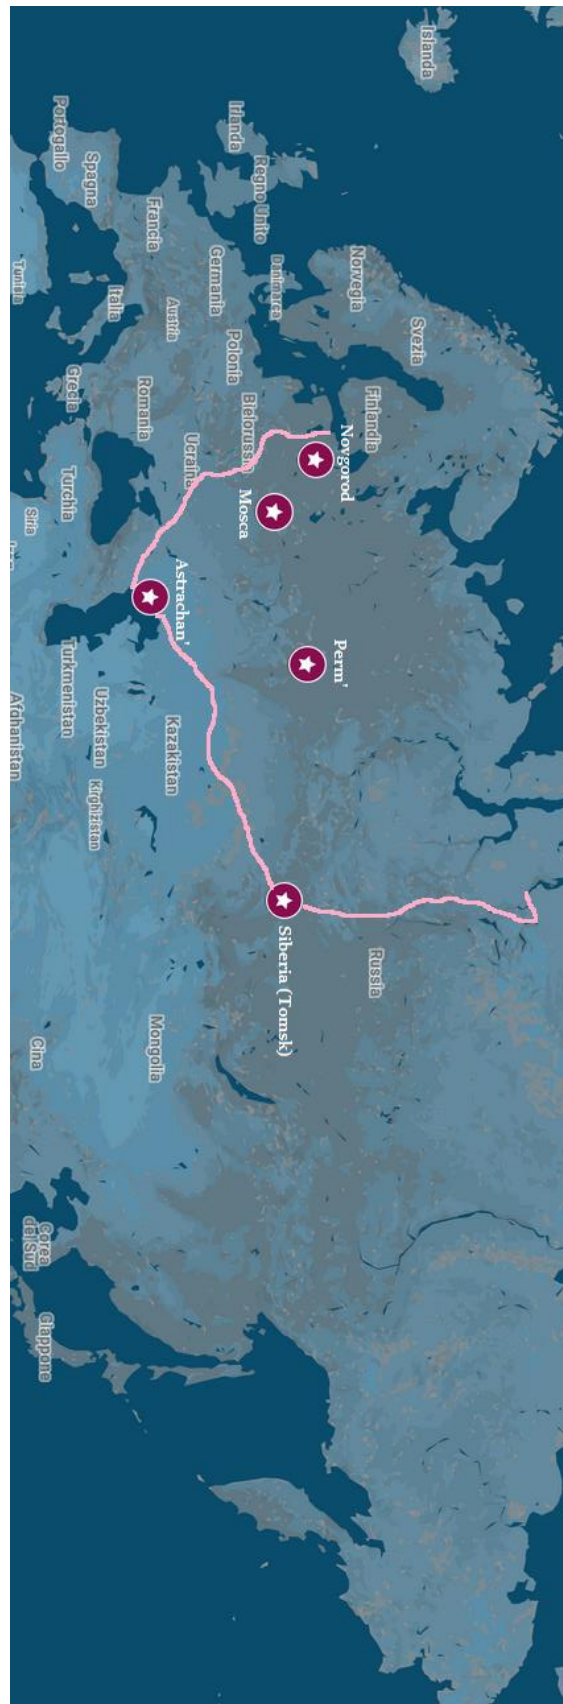 Islanda
Irlanda
Regno Unito
Portogallo
Spagna
Francia
Norvegia
Svezia
Danimarca
Germania
Tunisia
Italia
Austria
Polonia
Finlandia
Grecia
Romania
Bielorussia
Novgorod
Ucraina
Mosca
Turchia
Siria
Astrachan'
Perm'
Turkmenistan
Uzbekistan
Kazakistan
Afghanistan
Kirghizistan
Siberia (Tomsk)
Russia
Mongolia
Cina
Corea
del Sud
Giappone